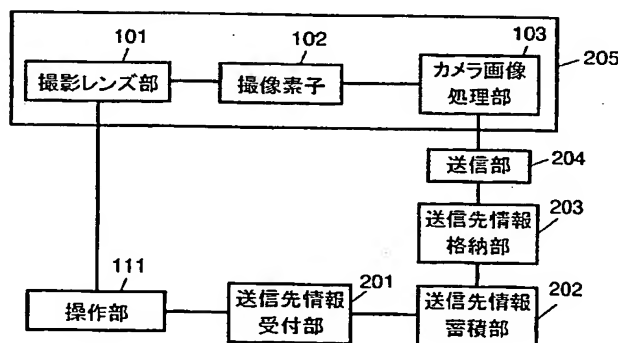 101
102
103
205
撮影レンズ部
撮像素子
カメラ画像
処理部
送信部
204
送信先情報
格納部
203
111
操作部
201
送信先情報
受付部
202
送信先情報
蓄積部